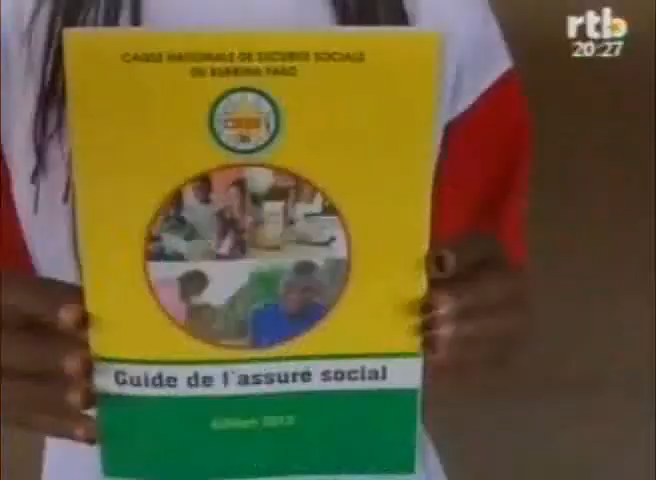 rtb
20:27
CAISSE NATIONALE DE SECURITE SOCIALE
DU BURKINA FASO
Guide de l'assuré social